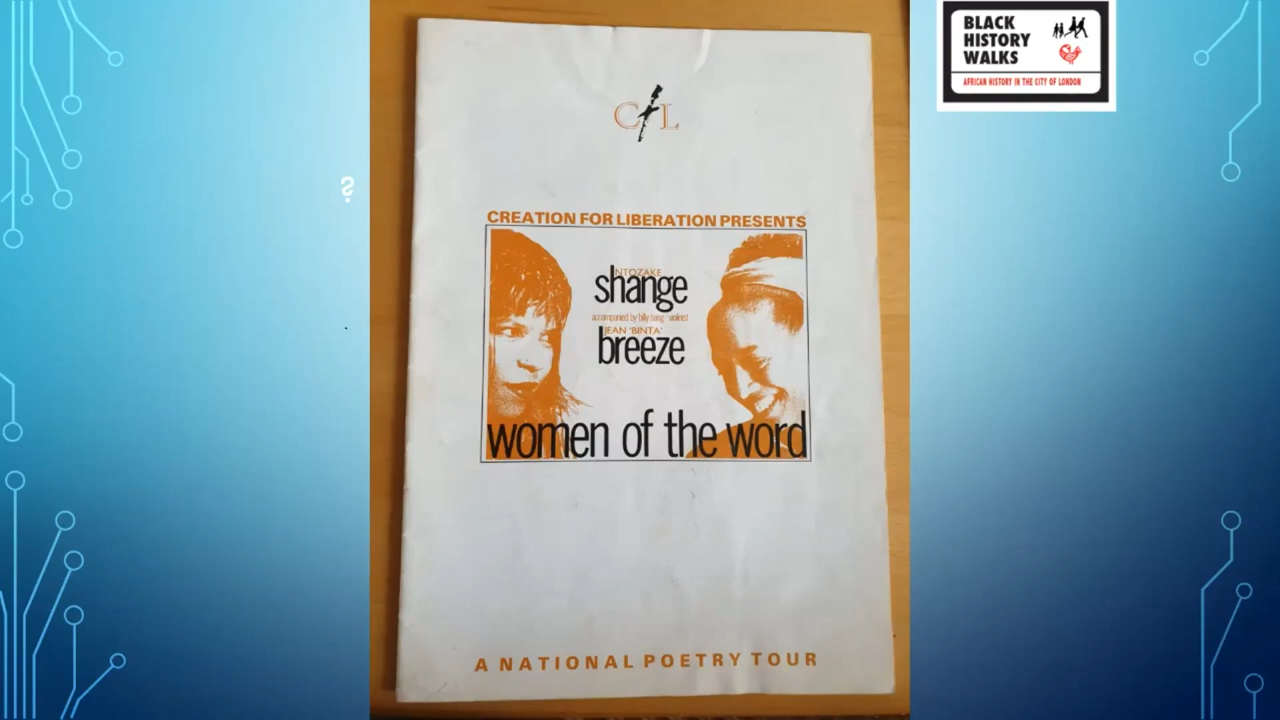 BLACK
HISTORY
WALKS
AFRICAN HISTORY IN THE CITY OF LONDON
?
CfL
CREATION FOR LIBERATION PRESENTS
NTOZAKE
shange
accompanied by billy bang : violinist
JEAN 'BINTA'
breeze
women of the word
A NATIONAL POETRY TOUR